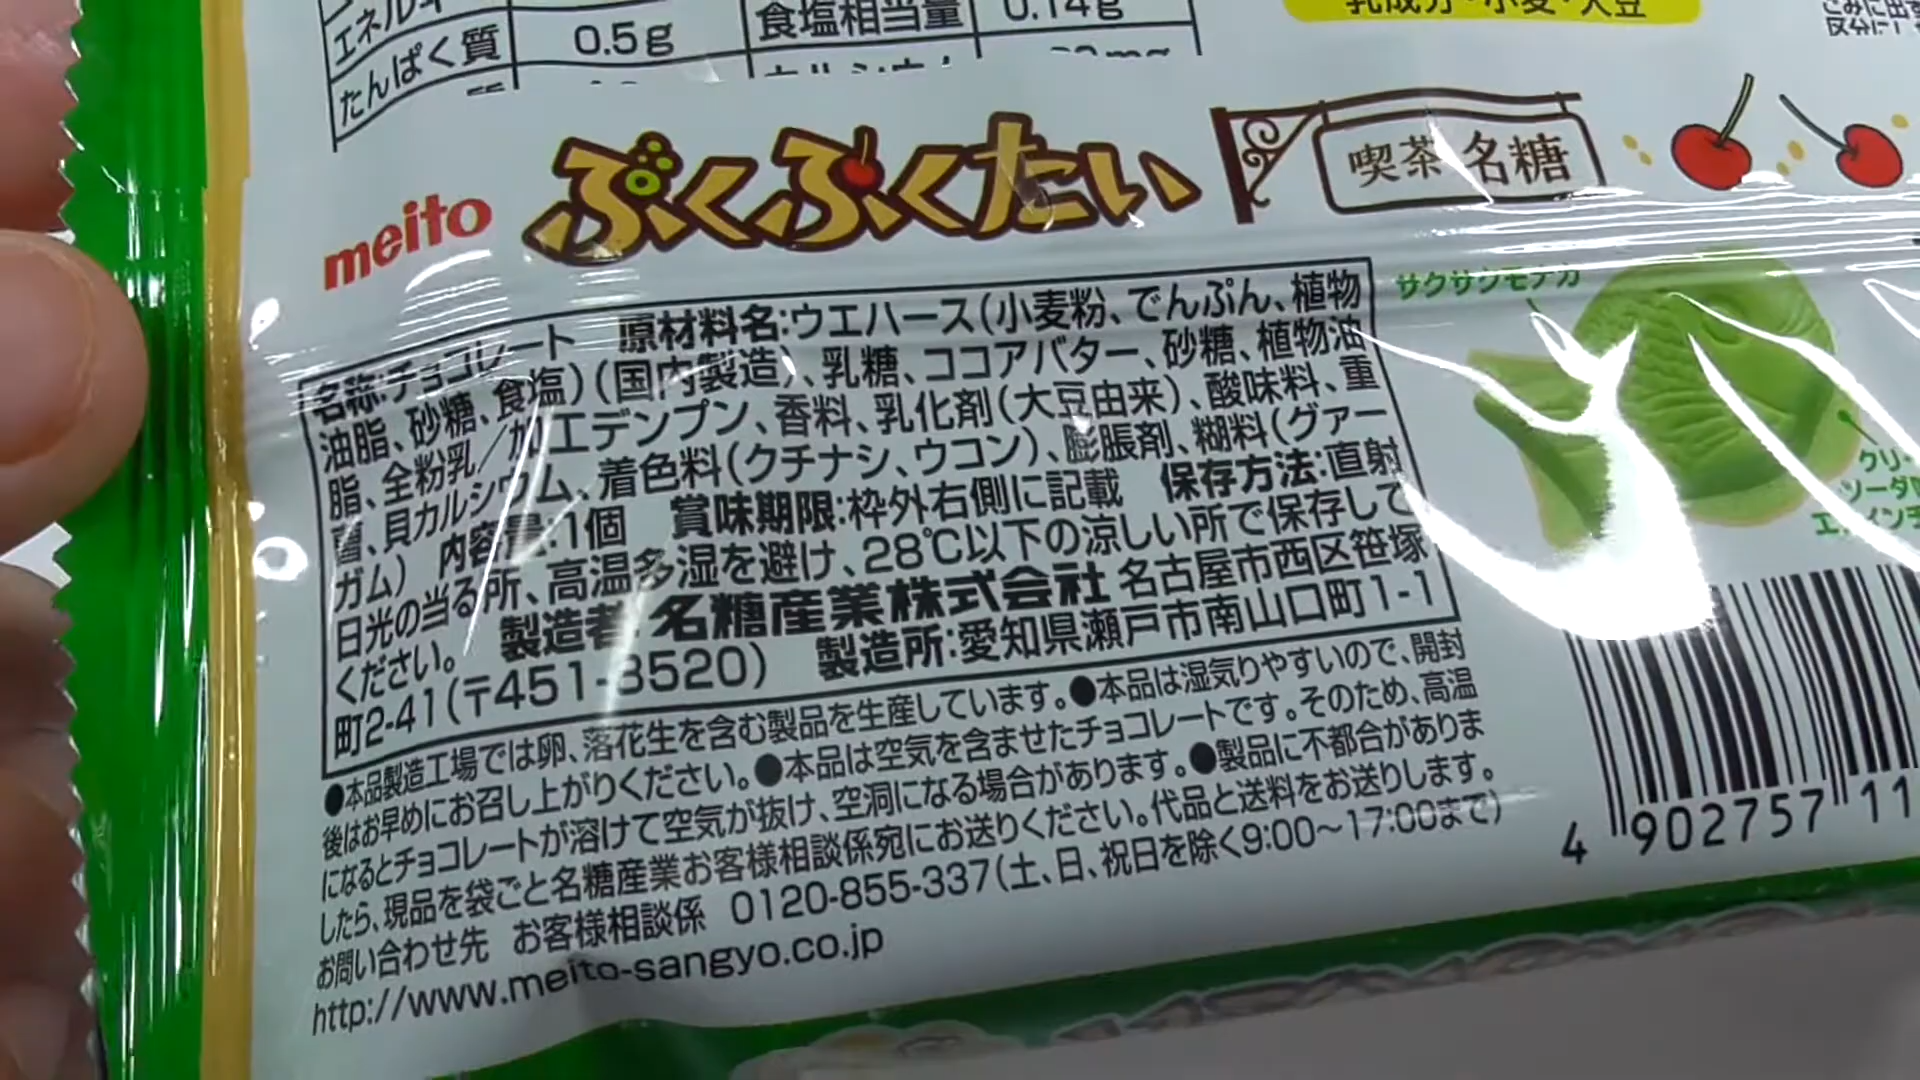 たんぱく質 0.5g 食塩相当量 0.14g
meito ぷくぷくたい 喫茶 名糖
サクサクモナカ
名称:チョコレート 原材料名:ウエハース(小麦粉、でんぷん、植物
油脂、砂糖、食塩)(国内製造)、乳糖、ココアバター、砂糖、植物油
脂、全粉乳/加工デンプン、香料、乳化剤(大豆由来)、酸味料、重
曹、貝カルシウム、着色料(クチナシ、ウコン)、膨脹剤、糊料(グァー
ガム) 内容量:1個 賞味期限:枠外右側に記載 保存方法:直射
日光の当る所、高温多湿を避け、28℃以下の涼しい所で保存して
ください。 製造者 名糖産業株式会社 名古屋市西区笹塚
町2-41(〒451-8520) 製造所:愛知県瀬戸市南山口町1-1
●本品製造工場では卵、落花生を含む製品を生産しています。●本品は湿気りやすいので、開封
後はお早めにお召し上がりください。●本品は空気を含ませたチョコレートです。そのため、高温
になるとチョコレートが溶けて空気が抜け、空洞になる場合があります。●製品に不都合がありま
したら、現品を袋ごと名糖産業お客様相談係宛にお送りください。代品と送料をお送りします。
お問い合わせ先 お客様相談係 0120-855-337(土、日、祝日を除く9:00～17:00まで)
http://www.meito-sangyo.co.jp
4 902757 11